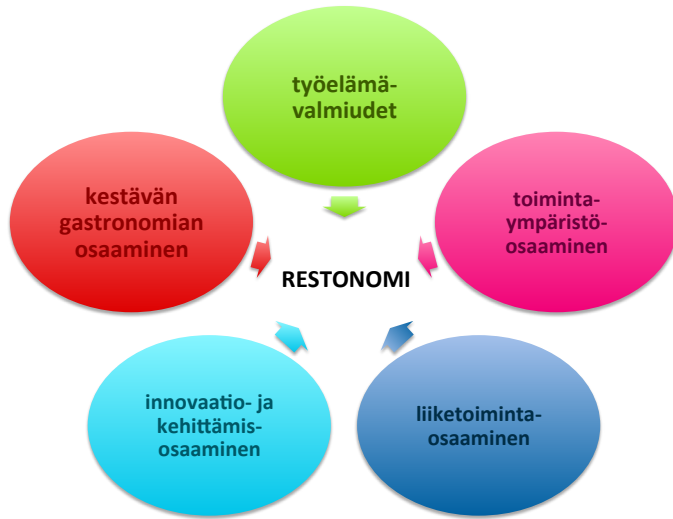 työelämä-
valmiudet
kestävän
gastronomian
osaaminen
toiminta-
ympäristö-
osaaminen
RESTONOMI
innovaatio- ja
kehittämis-
osaaminen
liiketoiminta-
osaaminen